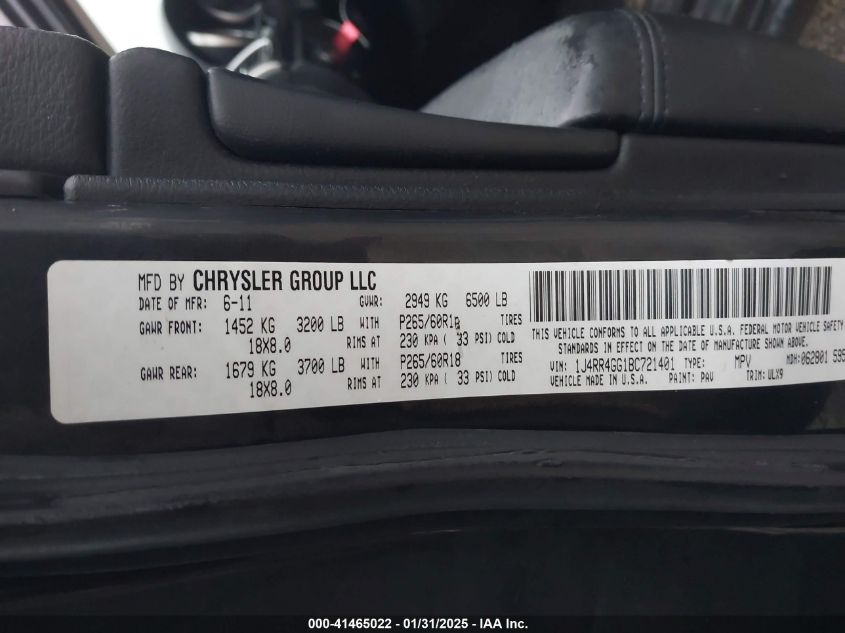 MFD BY CHRYSLER GROUP LLC
DATE OF MFR: 6-11 GVWR: 2949 KG 6500 LB
GAWR FRONT: 1452 KG 3200 LB WITH P265/60R18 TIRES
18X8.0 RIMS AT 230 KPA ( 33 PSI) COLD
GAWR REAR: 1679 KG 3700 LB WITH P265/60R18 TIRES
18X8.0 RIMS AT 230 KPA ( 33 PSI) COLD
THIS VEHICLE CONFORMS TO ALL APPLICABLE U.S.A. FEDERAL MOTOR VEHICLE SAFETY
STANDARDS IN EFFECT ON THE DATE OF MANUFACTURE SHOWN ABOVE.
VIN: 1J4RR4GG1BC721401 TYPE: MPV MDH: 062801
VEHICLE MADE IN U.S.A. PAINT: PAV TRIM: ULX9
000-41465022 - 01/31/2025 - IAA Inc.